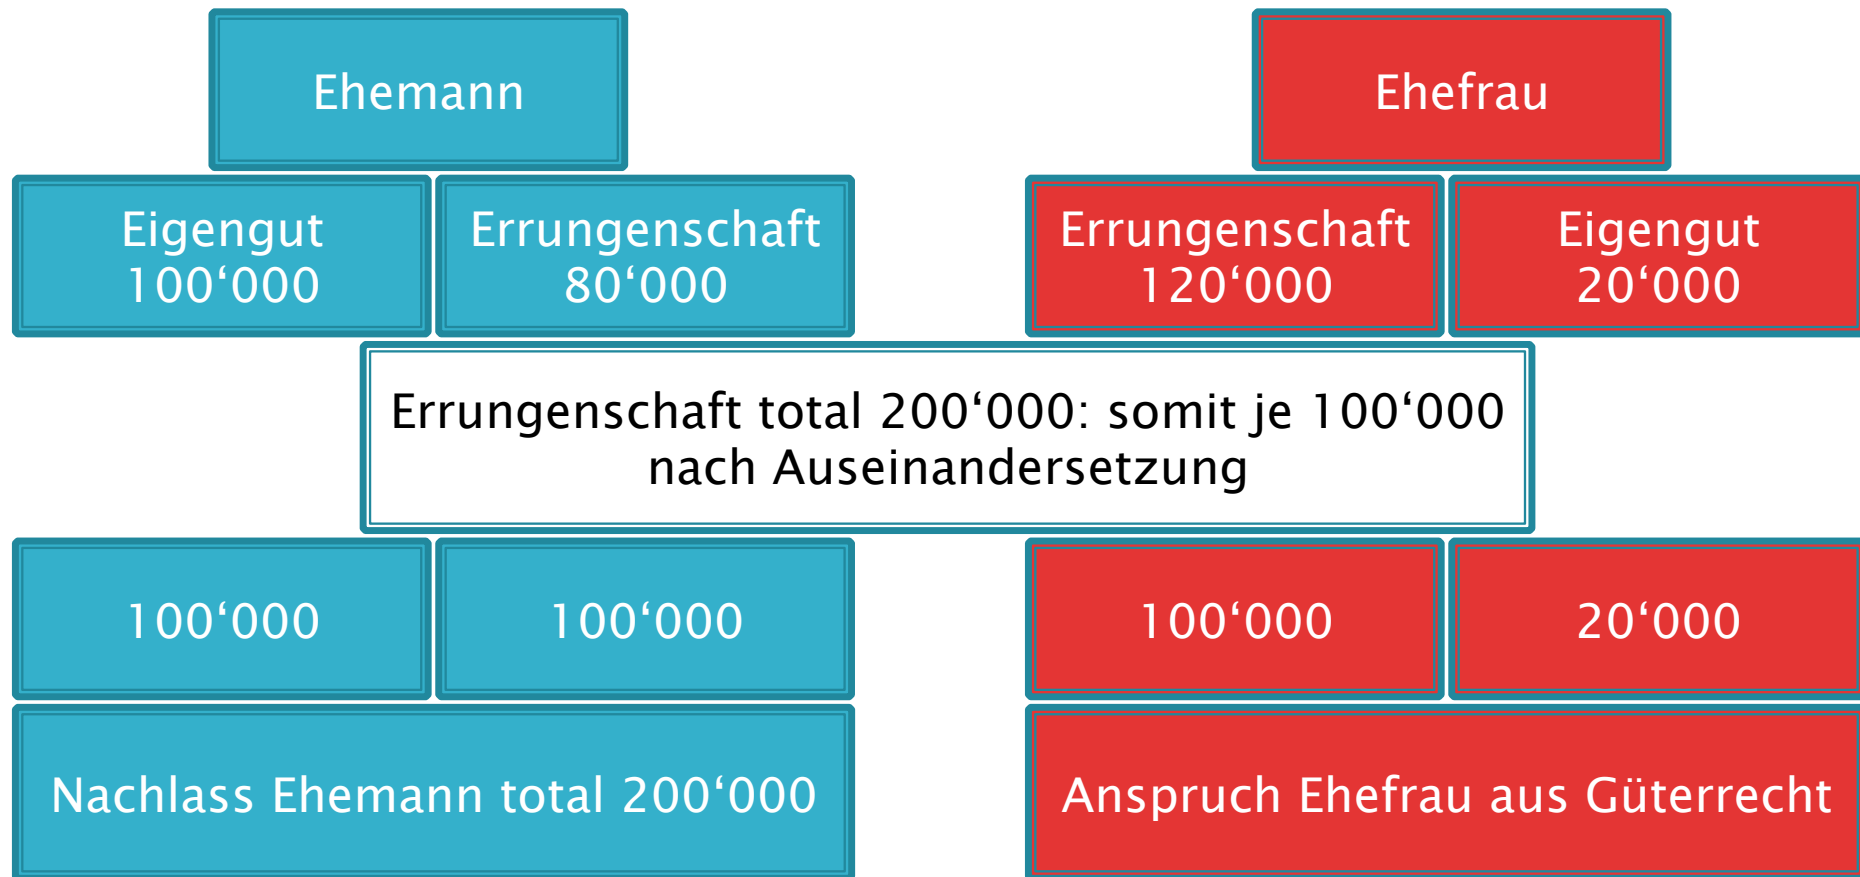 Ehemann
Ehefrau
Eigengut
100‘000
Errungenschaft
80‘000
Errungenschaft
120‘000
Eigengut
20‘000
Errungenschaft total 200‘000: somit je 100‘000
nach Auseinandersetzung
100‘000
100‘000
100‘000
20‘000
Nachlass Ehemann total 200‘000
Anspruch Ehefrau aus Güterrecht